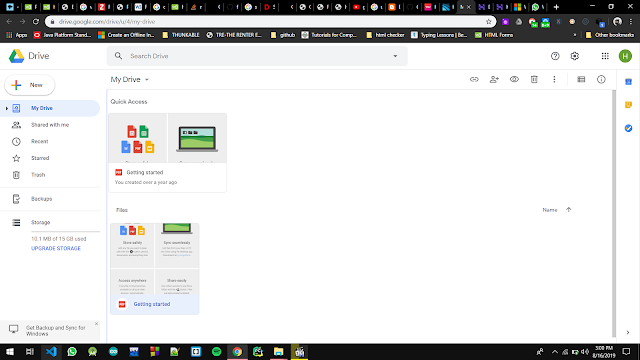 drive.google.com/drive/u/4/my-drive
Apps
Java Platform Stand...
Create an Offline In...
THUNKABLE
TRE-THE RENTER E...
github
Tutorials for Comp...
html checker
Typing Lessons | Be...
HTML Forms
Other bookmarks
Drive
Search Drive
H
New
My Drive
My Drive
Quick Access
Shared with me
Recent
Starred
Trash
Getting started
You created over a year ago
Backups
Files
Name
Storage
10.1 MB of 15 GB used
UPGRADE STORAGE
Store safely
Sync seamlessly
Access anywhere
Share easily
Getting started
Get Backup and Sync for
Windows
3:00 PM
8/16/2019